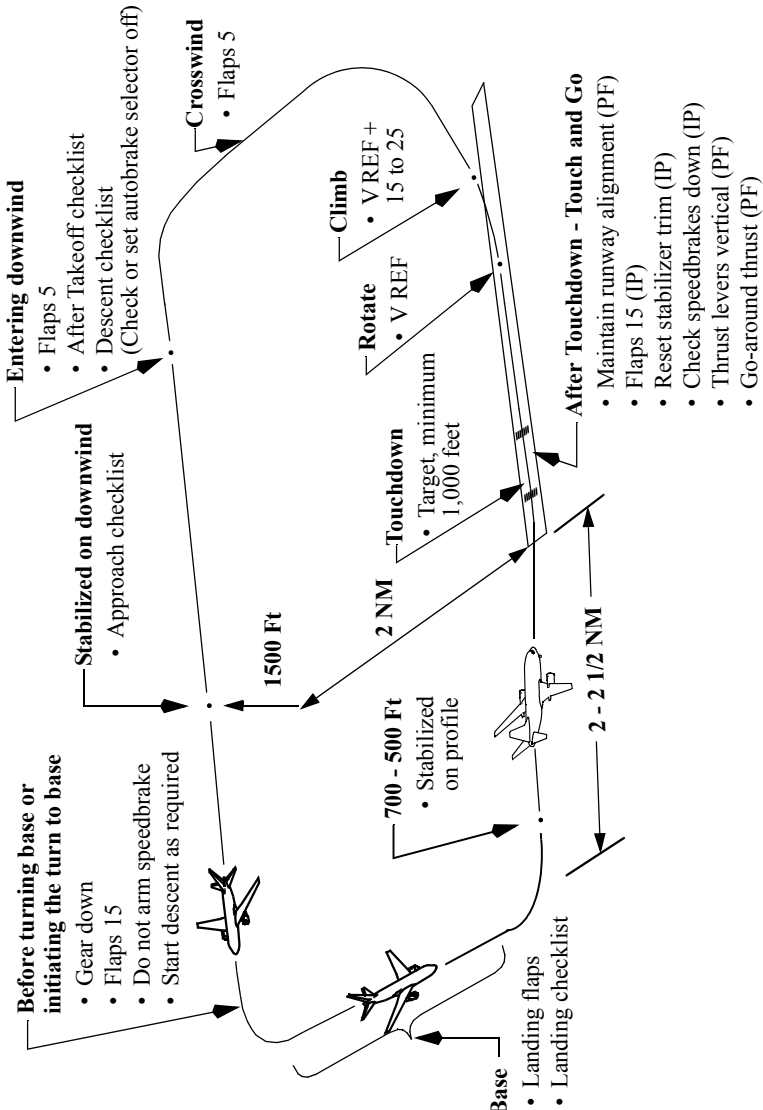 Entering downwind
• Flaps 5
• After Takeoff checklist
• Descent checklist
(Check or set autobrake selector off)
Crosswind
• Flaps 5
Stabilized on downwind
• Approach checklist
Climb
• V REF +
15 to 25
Rotate
• V REF
Before turning base or
initiating the turn to base
• Gear down
• Flaps 15
• Do not arm speedbrake
• Start descent as required
1500 Ft
2 NM
Touchdown
• Target, minimum
1,000 feet
700 - 500 Ft
• Stabilized
on profile
2 - 2 1/2 NM
Base
• Landing flaps
• Landing checklist
After Touchdown - Touch and Go
• Maintain runway alignment (PF)
• Flaps 15 (IP)
• Reset stabilizer trim (IP)
• Check speedbrakes down (IP)
• Thrust levers vertical (PF)
• Go-around thrust (PF)